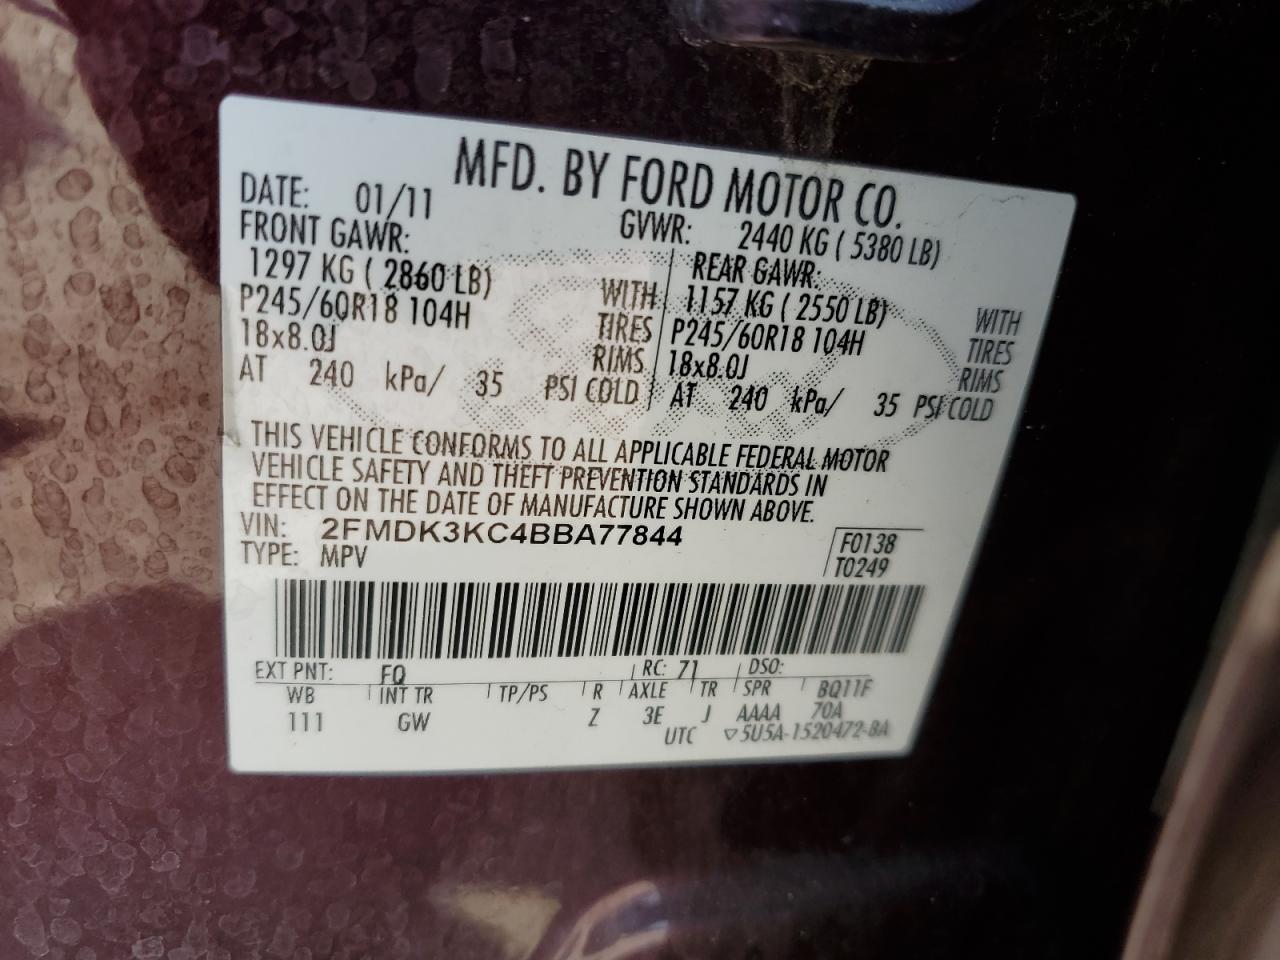 MFD. BY FORD MOTOR CO.
DATE: 01/11 GVWR: 2440 KG ( 5380 LB)
FRONT GAWR: REAR GAWR:
1297 KG ( 2860 LB) WITH 1157 KG ( 2550 LB) WITH
P245/60R18 104H TIRES P245/60R18 104H TIRES
18x8.0J RIMS 18x8.0J RIMS
AT 240 kPa/ 35 PSI COLD AT 240 kPa/ 35 PSI COLD
THIS VEHICLE CONFORMS TO ALL APPLICABLE FEDERAL MOTOR
VEHICLE SAFETY AND THEFT PREVENTION STANDARDS IN
EFFECT ON THE DATE OF MANUFACTURE SHOWN ABOVE.
VIN: 2FMDK3KC4BBA77844 F0138
TYPE: MPV T0249
EXT PNT: FQ RC: 71 DSO:
WB INT TR TP/PS R AXLE TR SPR BQ11F
111 GW Z 3E J AAAA 70A
UTC ▽5U5A-1520472-BA